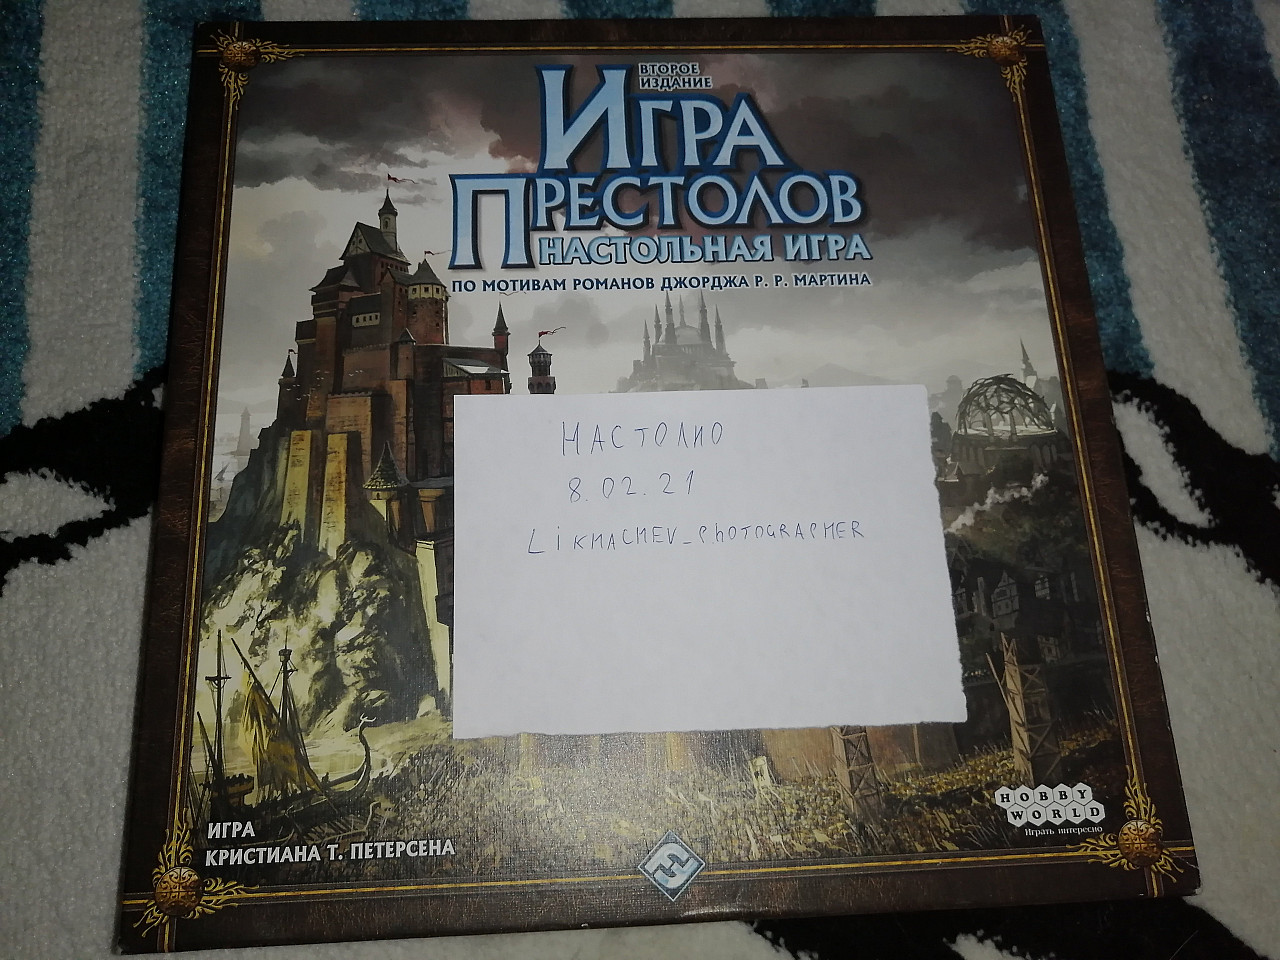 ВТОРОЕ
ИЗДАНИЕ
ИГРА
ПРЕСТОЛОВ
НАСТОЛЬНАЯ ИГРА
ПО МОТИВАМ РОМАНОВ ДЖОРДЖА Р. Р. МАРТИНА
НАСТОЛИО
8.02.21
LiKHACHEV_PhOTOGRAPHER
HOBBY
WORLD
Играть интересно
ИГРА
КРИСТИАНА Т. ПЕТЕРСЕНА